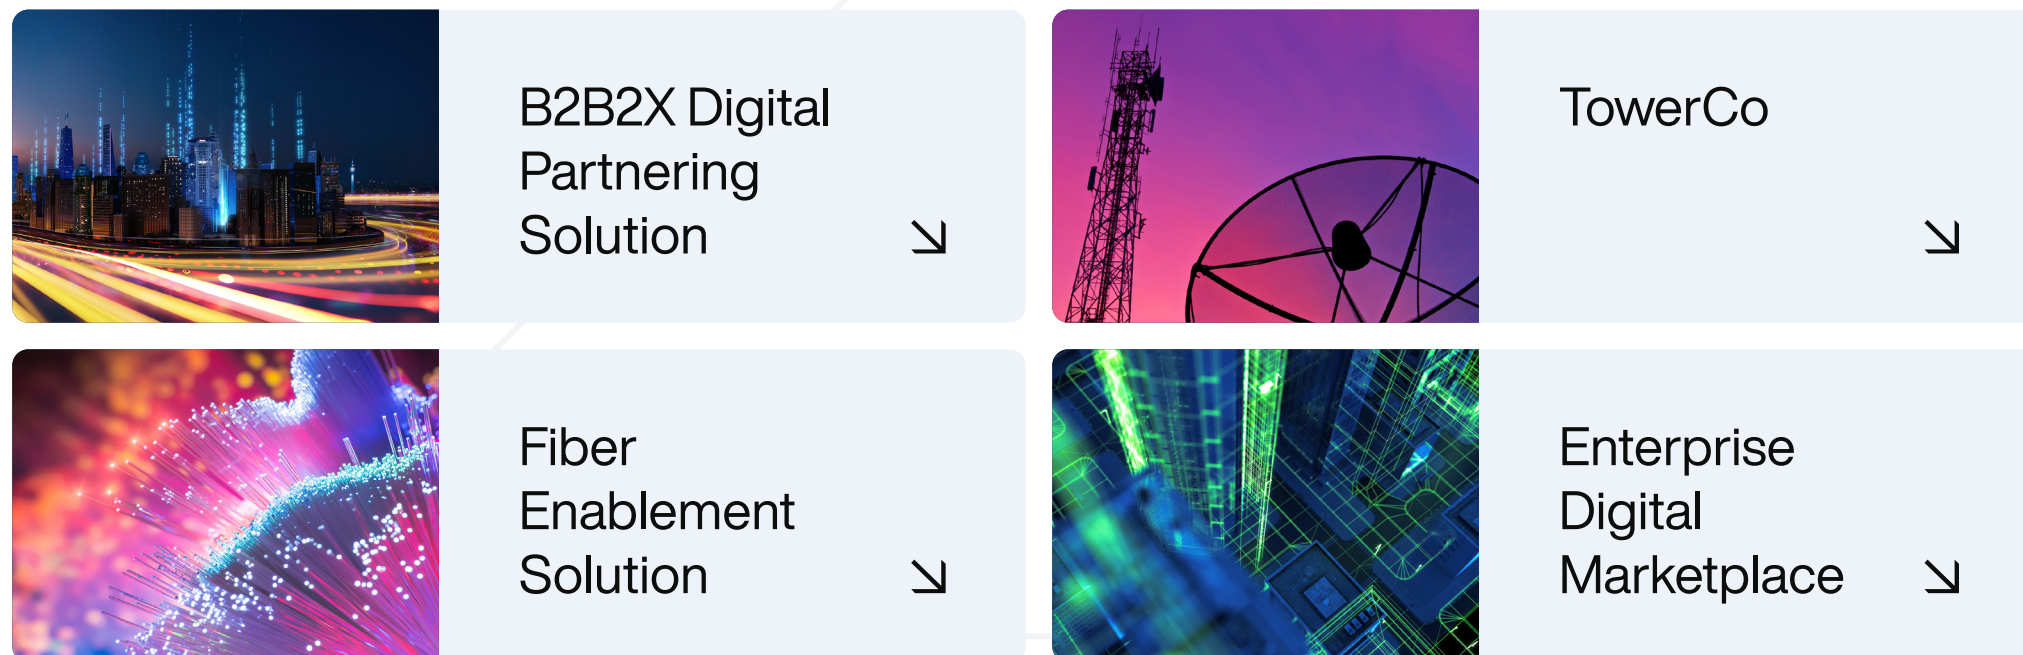 B2B2X Digital
Partnering
Solution
TowerCo
Fiber
Enablement
Solution
Enterprise
Digital
Marketplace